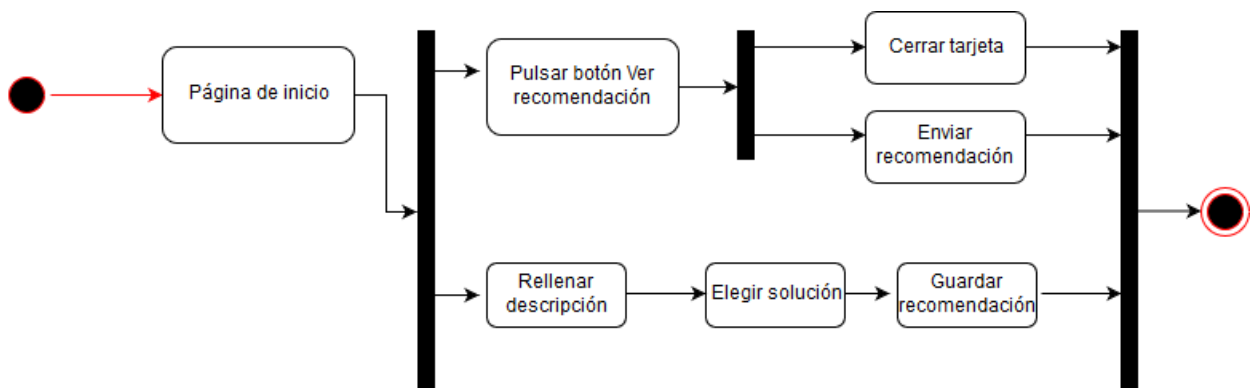 Página de inicio
Pulsar botón Ver
recomendación
Cerrar tarjeta
Enviar
recomendación
Rellenar
descripción
Elegir solución
Guardar
recomendación